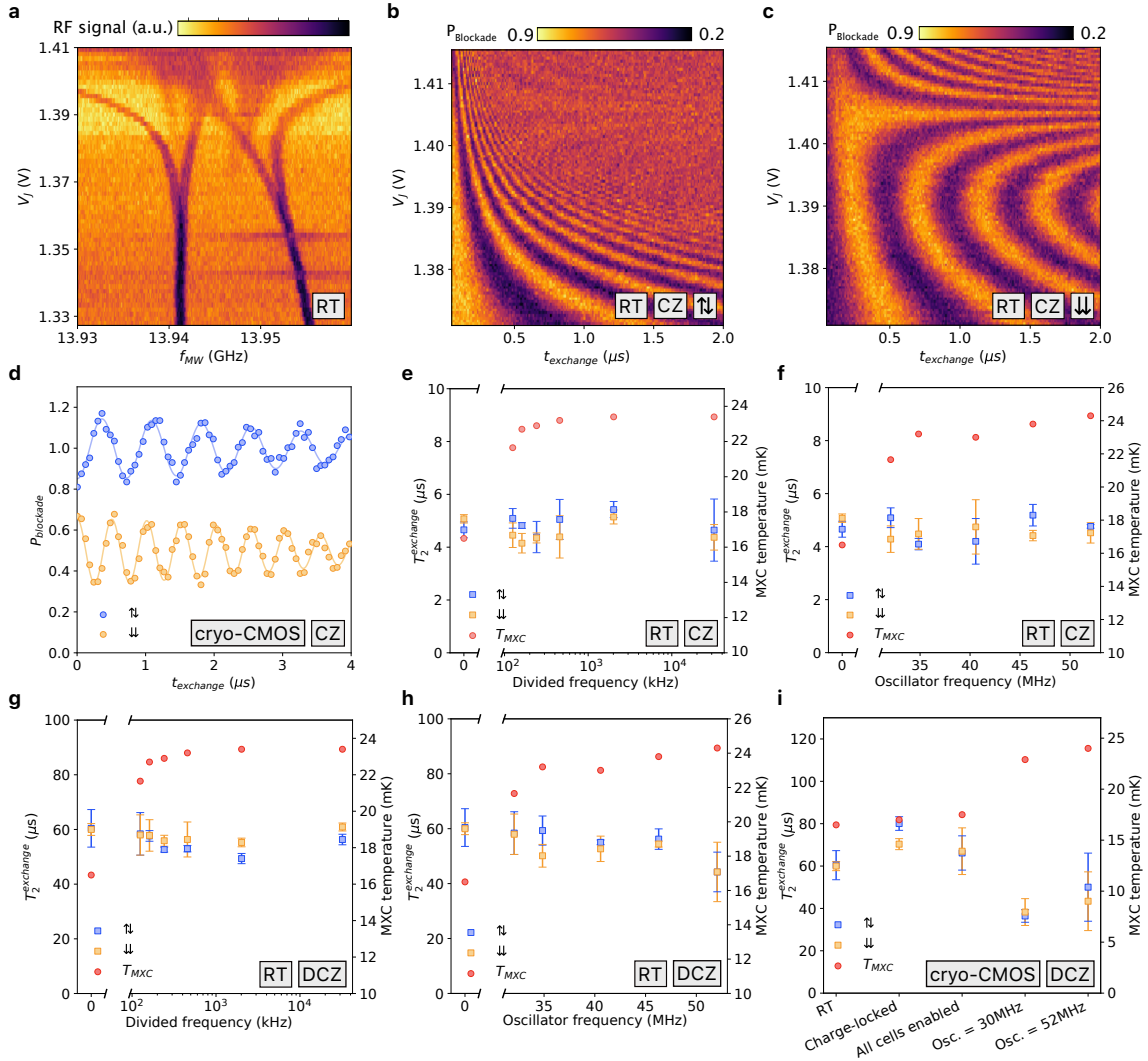 a
RF signal (a.u.)
1.41
1.39
1.37
1.35
1.33
V_J (V)
13.93
13.94
13.95
f_MW (GHz)
RT
b
P_Blockade 0.9 0.2
1.41
1.40
1.39
1.38
V_J (V)
0.5
1.0
1.5
2.0
t_exchange (μs)
RT CZ ⇅
c
P_Blockade 0.9 0.2
1.41
1.40
1.39
1.38
V_J (V)
0.5
1.0
1.5
2.0
t_exchange (μs)
RT CZ ⇊
d
1.2
1.0
0.8
0.6
0.4
0.2
0
P_blockade
⇅
⇊
cryo-CMOS CZ
0 1 2 3 4
t_exchange (μs)
e
10
8
6
4
2
0
T_2^exchange (μs)
⇅
⇊
T_MXC
RT CZ
0 10² 10³ 10⁴
Divided frequency (kHz)
26
24
22
20
18
16
14
12
10
MXC temperature (mK)
f
10
8
6
4
2
0
T_2^exchange (μs)
⇅
⇊
T_MXC
RT CZ
0 35 40 45 50
Oscillator frequency (MHz)
26
24
22
20
18
16
14
12
10
MXC temperature (mK)
g
100
80
60
40
20
0
T_2^exchange (μs)
⇅
⇊
T_MXC
RT DCZ
0 10² 10³ 10⁴
Divided frequency (kHz)
24
22
20
18
16
14
12
10
MXC temperature (mK)
h
100
80
60
40
20
0
T_2^exchange (μs)
⇅
⇊
T_MXC
RT DCZ
0 35 40 45 50
Oscillator frequency (MHz)
26
24
22
20
18
16
14
12
10
MXC temperature (mK)
i
120
100
80
60
40
20
0
T_2^exchange (μs)
⇅
⇊
T_MXC
cryo-CMOS DCZ
RT
Charge-locked
All cells enabled
Osc. = 30MHz
Osc. = 52MHz
25
20
15
10
5
0
MXC temperature (mK)